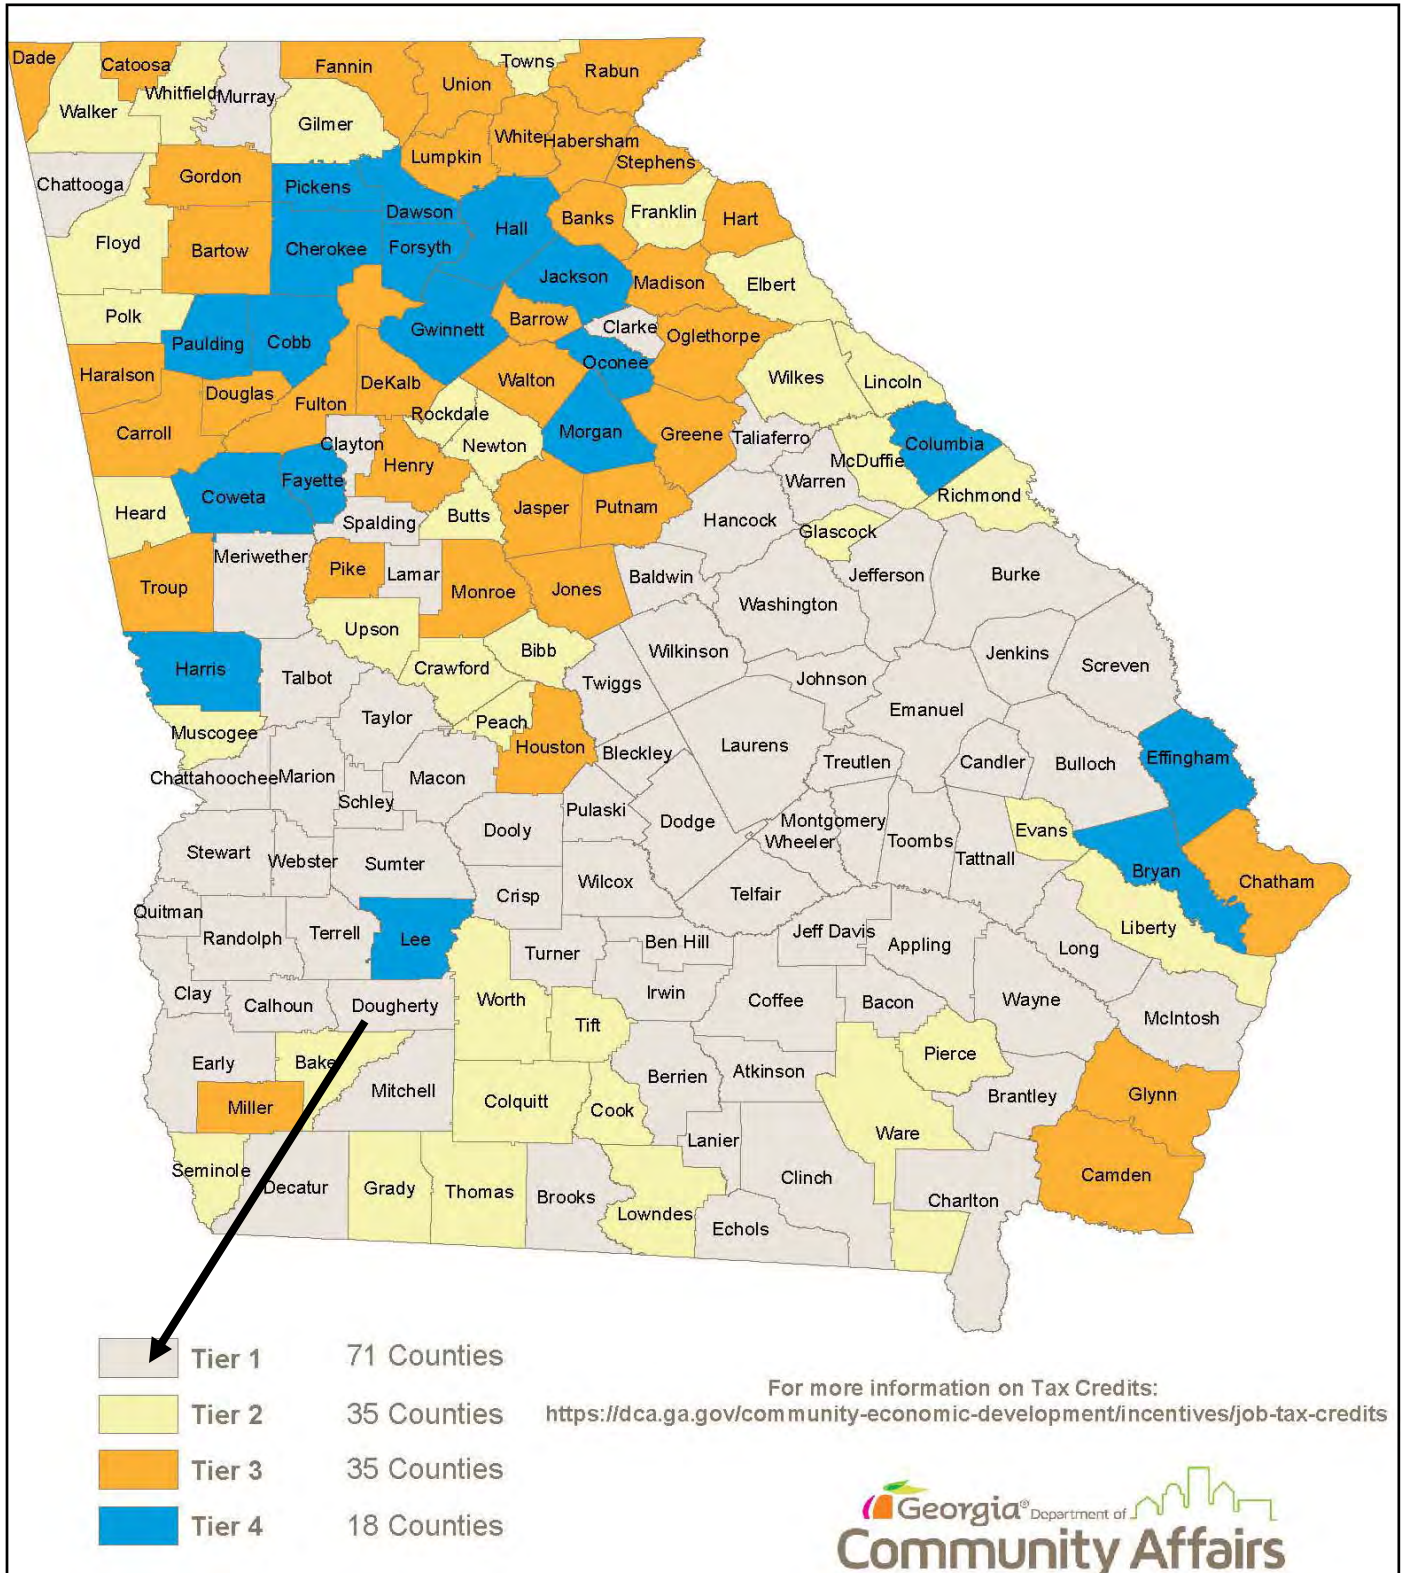 Dade
Catoosa
Fannin
Towns
Union
Rabun
Walker
Whitfield
Murray
Gilmer
White
Habersham
Lumpkin
Stephens
Chattooga
Gordon
Pickens
Dawson
Hall
Banks
Franklin
Hart
Floyd
Bartow
Cherokee
Forsyth
Jackson
Madison
Elbert
Polk
Paulding
Cobb
Gwinnett
Barrow
Clarke
Oglethorpe
Haralson
Douglas
Fulton
DeKalb
Walton
Oconee
Wilkes
Lincoln
Carroll
Clayton
Rockdale
Newton
Morgan
Greene
Taliaferro
Columbia
Henry
McDuffie
Warren
Coweta
Fayette
Richmond
Heard
Spalding
Butts
Jasper
Putnam
Hancock
Glascock
Meriwether
Troup
Pike
Lamar
Monroe
Jones
Baldwin
Jefferson
Burke
Washington
Upson
Bibb
Wilkinson
Jenkins
Screven
Harris
Talbot
Crawford
Twiggs
Johnson
Emanuel
Taylor
Peach
Muscogee
Houston
Bleckley
Laurens
Treutlen
Candler
Bulloch
Effingham
Chattahoochee
Marion
Macon
Schley
Pulaski
Dooly
Dodge
Montgomery
Wheeler
Toombs
Tattnall
Evans
Stewart
Webster
Sumter
Wilcox
Telfair
Bryan
Chatham
Crisp
Quitman
Randolph
Terrell
Lee
Turner
Ben Hill
Jeff Davis
Appling
Long
Liberty
Clay
Calhoun
Dougherty
Worth
Irwin
Coffee
Bacon
Wayne
McIntosh
Tift
Early
Bake
Mitchell
Berrien
Atkinson
Pierce
Brantley
Glynn
Miller
Colquitt
Cook
Lanier
Ware
Seminole
Decatur
Grady
Thomas
Brooks
Lowndes
Clinch
Echols
Charlton
Camden
Tier 1 71 Counties
Tier 2 35 Counties
Tier 3 35 Counties
Tier 4 18 Counties
For more information on Tax Credits:
https://dca.ga.gov/community-economic-development/incentives/job-tax-credits
Georgia® Department of
Community Affairs